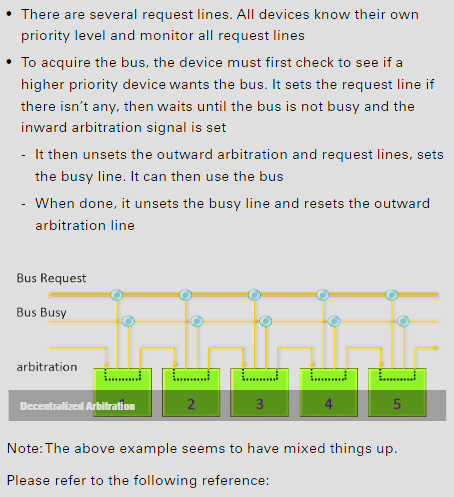 • There are several request lines. All devices know their own
priority level and monitor all request lines
• To acquire the bus, the device must first check to see if a
higher priority device wants the bus. It sets the request line if
there isn't any, then waits until the bus is not busy and the
inward arbitration signal is set
- It then unsets the outward arbitration and request lines, sets
the busy line. It can then use the bus
- When done, it unsets the busy line and resets the outward
arbitration line
Bus Request
Bus Busy
arbitration
Decentralized Arbitration
1 2 3 4 5
Note: The above example seems to have mixed things up.
Please refer to the following reference: